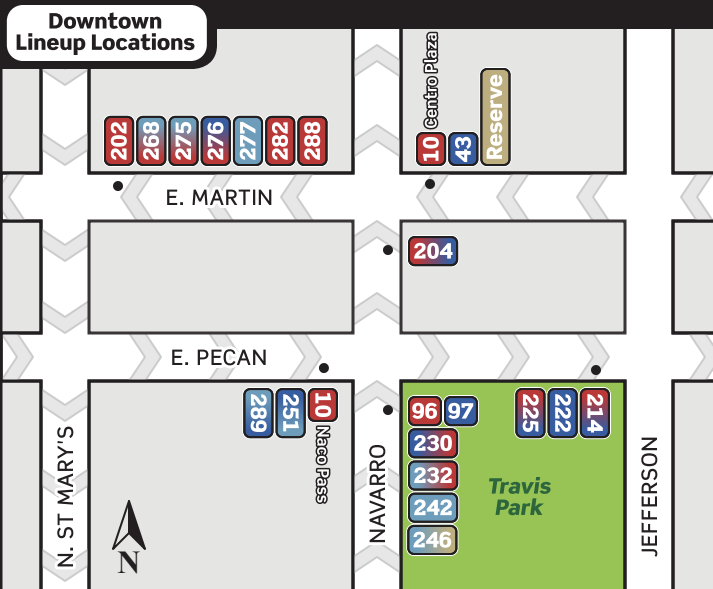 Downtown
Lineup Locations
202
268
275
276
277
282
288
10 Centro Plaza
43
Reserve
E. MARTIN
204
E. PECAN
289
251
10 Naco Pass
96
97
230
232
242
246
225
222
214
Travis
Park
N. ST MARY'S
NAVARRO
JEFFERSON
N